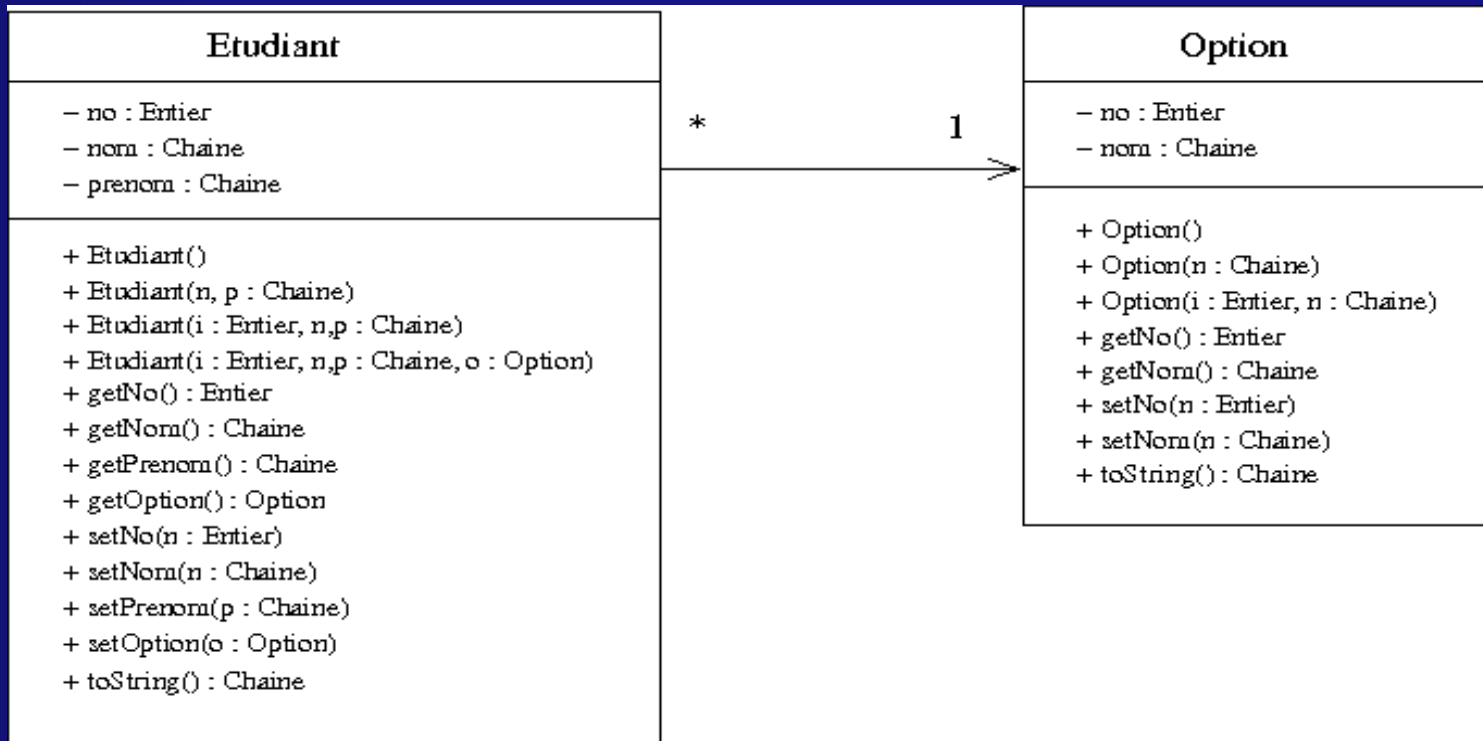 Etudiant
– no : Entier
– nom : Chaine
– prenom : Chaine
+ Etudiant()
+ Etudiant(n, p : Chaine)
+ Etudiant(i : Entier, n,p : Chaine)
+ Etudiant(i : Entier, n,p : Chaine, o : Option)
+ getNo() : Entier
+ getNom() : Chaine
+ getPrenom() : Chaine
+ getOption() : Option
+ setNo(n : Entier)
+ setNom(n : Chaine)
+ setPrenom(p : Chaine)
+ setOption(o : Option)
+ toString() : Chaine
* 1
Option
– no : Entier
– nom : Chaine
+ Option()
+ Option(n : Chaine)
+ Option(i : Entier, n : Chaine)
+ getNo() : Entier
+ getNom() : Chaine
+ setNo(n : Entier)
+ setNom(n : Chaine)
+ toString() : Chaine